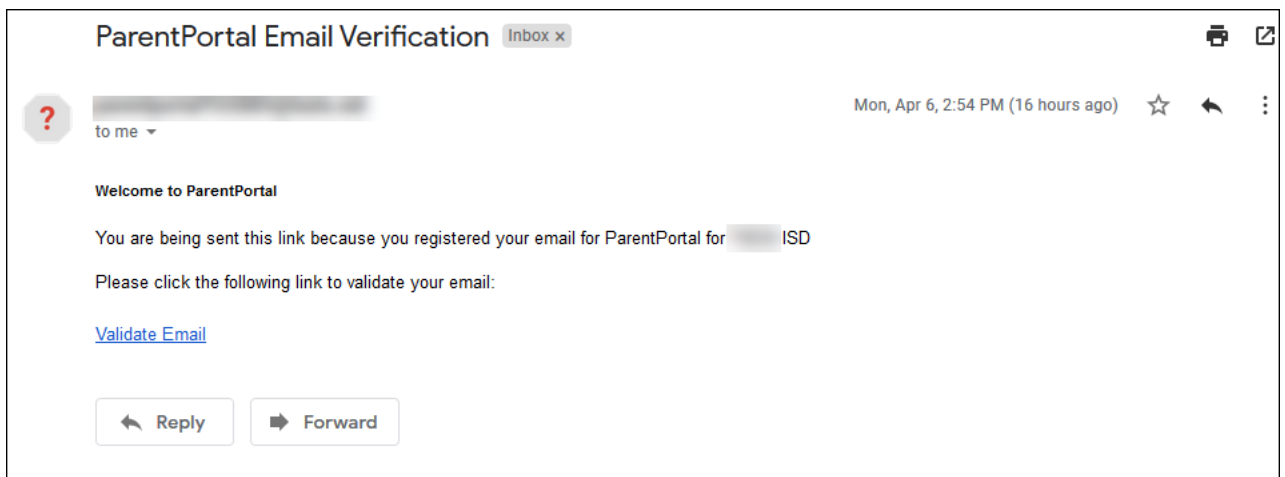 ParentPortal Email Verification Inbox x
?
Mon, Apr 6, 2:54 PM (16 hours ago)
to me
Welcome to ParentPortal
You are being sent this link because you registered your email for ParentPortal for ISD
Please click the following link to validate your email:
Validate Email
Reply Forward